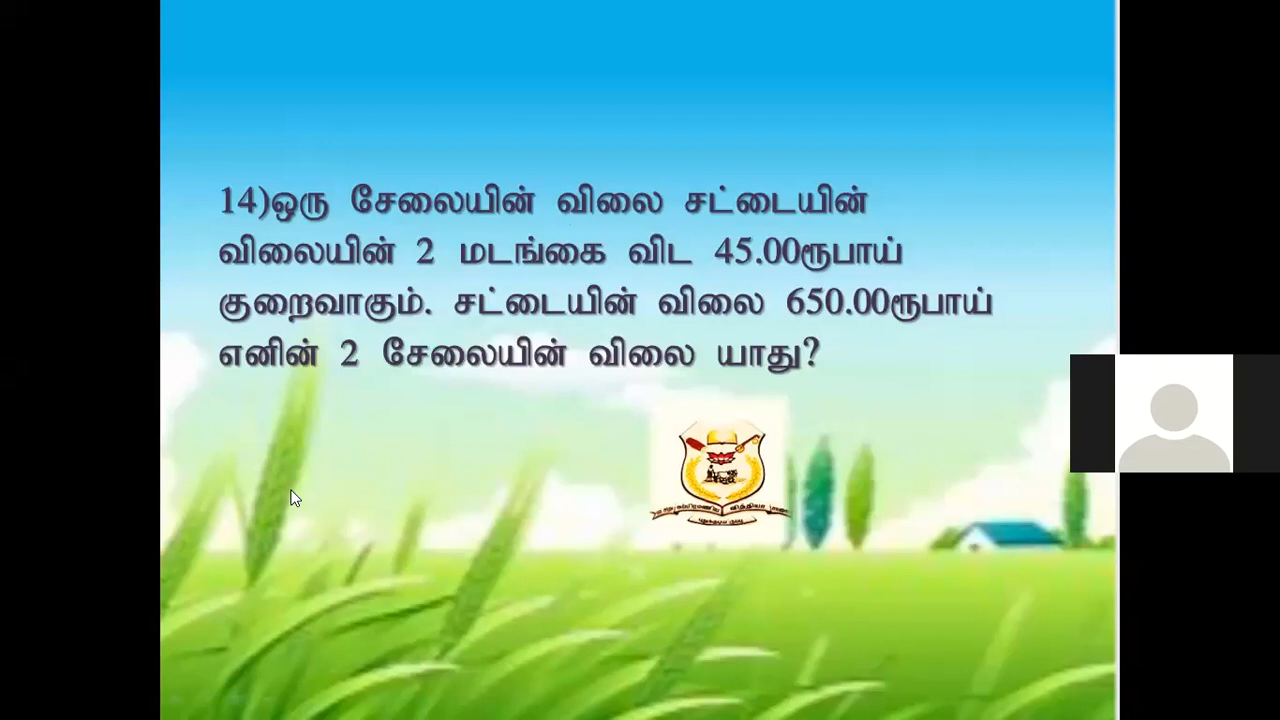 14)ஒரு சேலையின் விலை சட்டையின்
விலையின் 2 மடங்கை விட 45.00ரூபாய்
குறைவாகும். சட்டையின் விலை 650.00ரூபாய்
எனின் 2 சேலையின் விலை யாது?